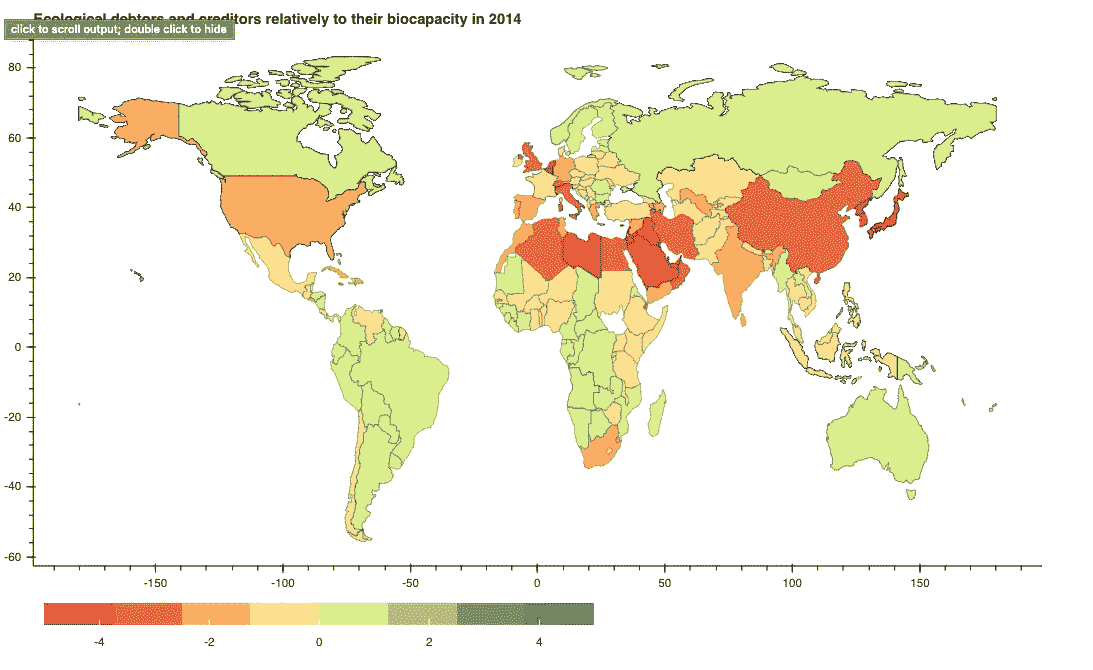 Ecological debtors and creditors relatively to their biocapacity in 2014
click to scroll output; double click to hide
80
60
40
20
0
-20
-40
-60
-150 -100 -50 0 50 100 150
-4 -2 0 2 4